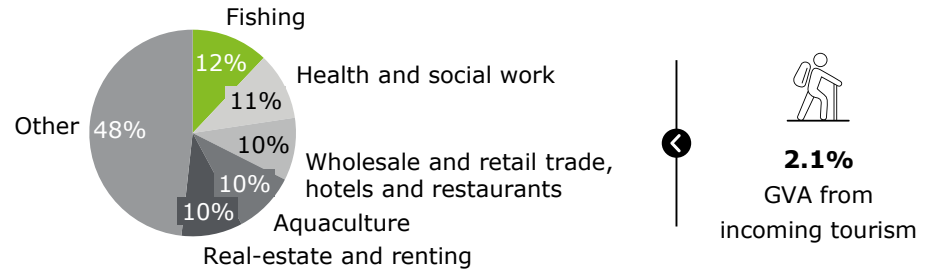 Fishing
12%
Health and social work
11%
Other
48%
10%
Wholesale and retail trade,
hotels and restaurants
10%
Aquaculture
10%
Real-estate and renting
2.1%
GVA from
incoming tourism